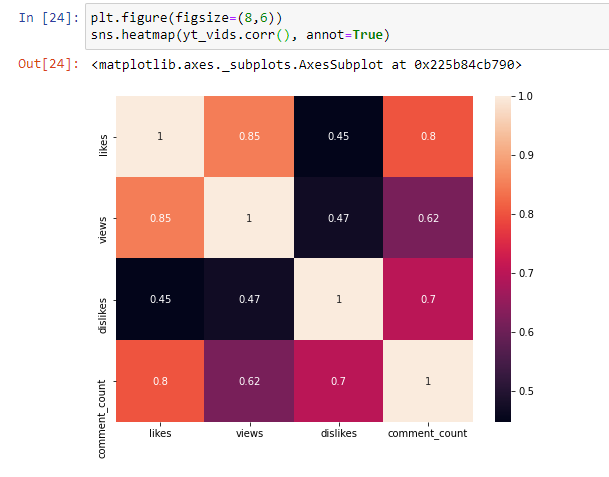 In [24]: plt.figure(figsize=(8,6))
sns.heatmap(yt_vids.corr(), annot=True)
Out[24]: <matplotlib.axes._subplots.AxesSubplot at 0x225b84cb790>
likes 1 0.85 0.45 0.8
views 0.85 1 0.47 0.62
dislikes 0.45 0.47 1 0.7
comment_count 0.8 0.62 0.7 1
likes views dislikes comment_count
1.0
0.9
0.8
0.7
0.6
0.5